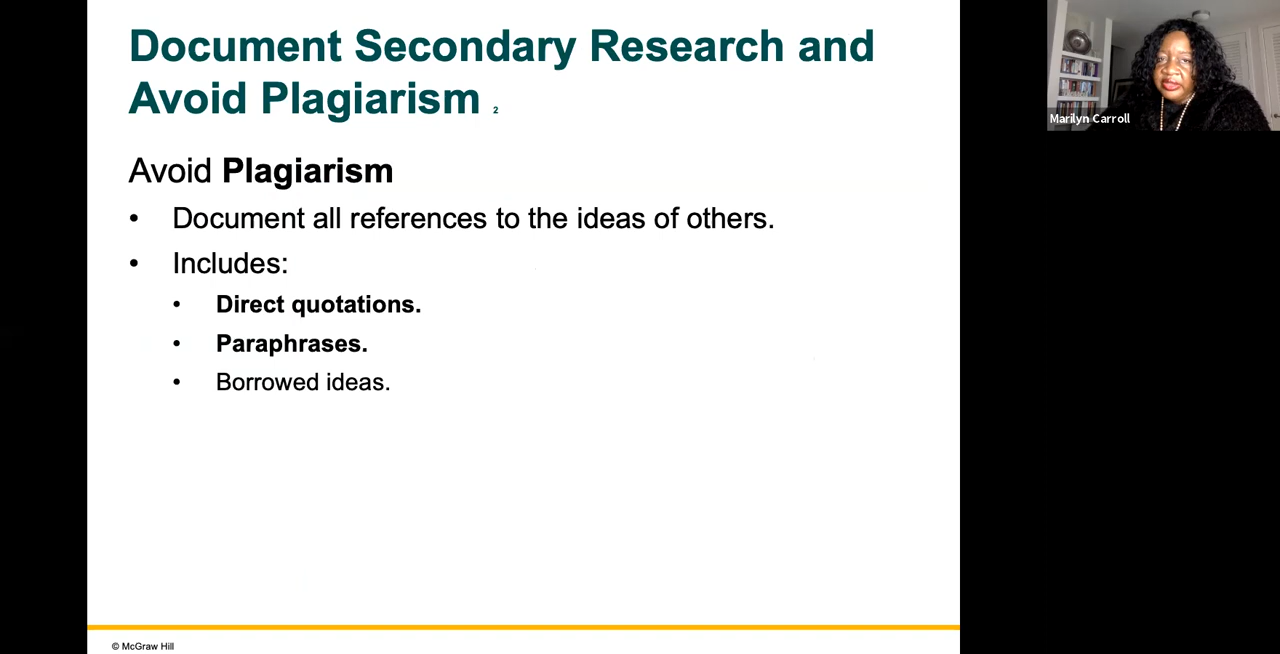 Document Secondary Research and
Avoid Plagiarism 2
Avoid Plagiarism
• Document all references to the ideas of others.
• Includes:
• Direct quotations.
• Paraphrases.
• Borrowed ideas.
© McGraw Hill
Marilyn Carroll